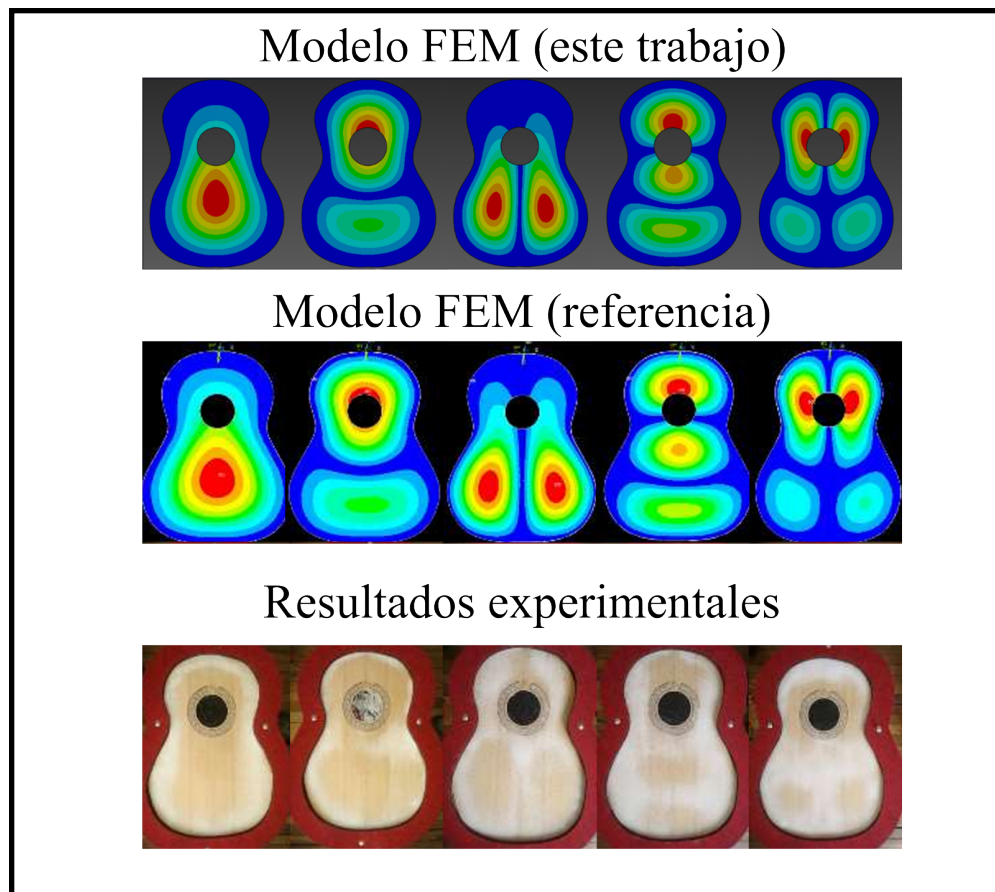 Modelo FEM (este trabajo)
Modelo FEM (referencia)
Resultados experimentales